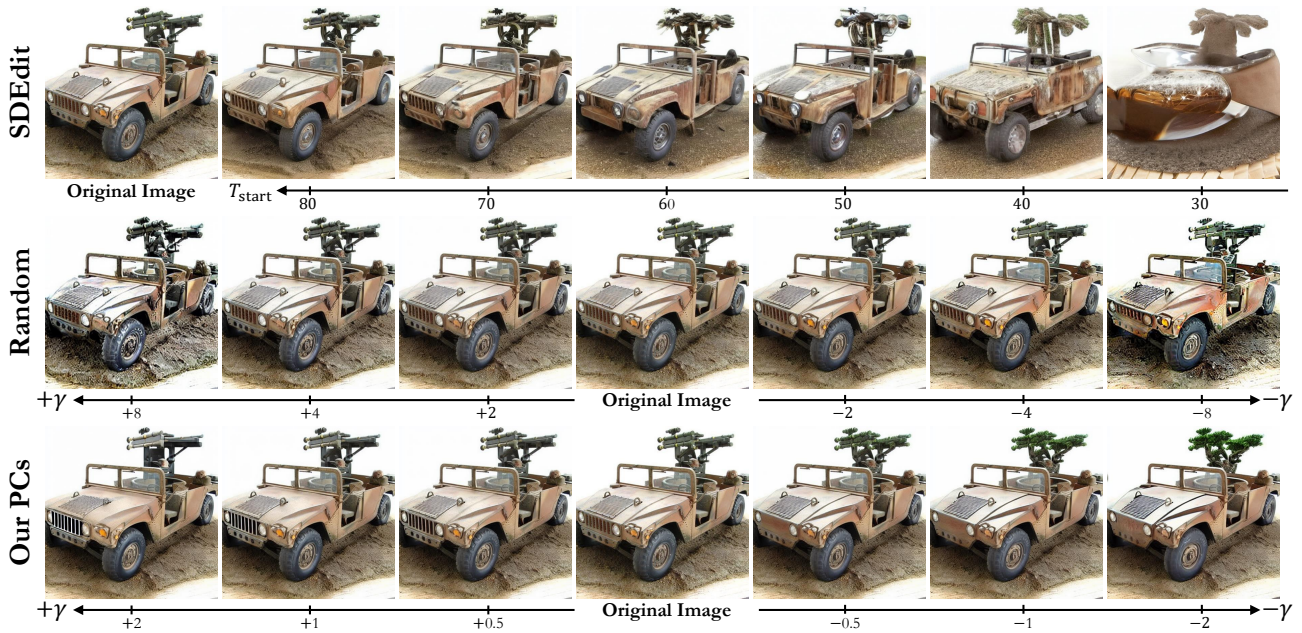 SDEdit
Original Image
T_start
80
70
60
50
40
30
Random
+γ
+8
+4
+2
Original Image
−2
−4
−8
−γ
Our PCs
+γ
+2
+1
+0.5
Original Image
−0.5
−1
−2
−γ